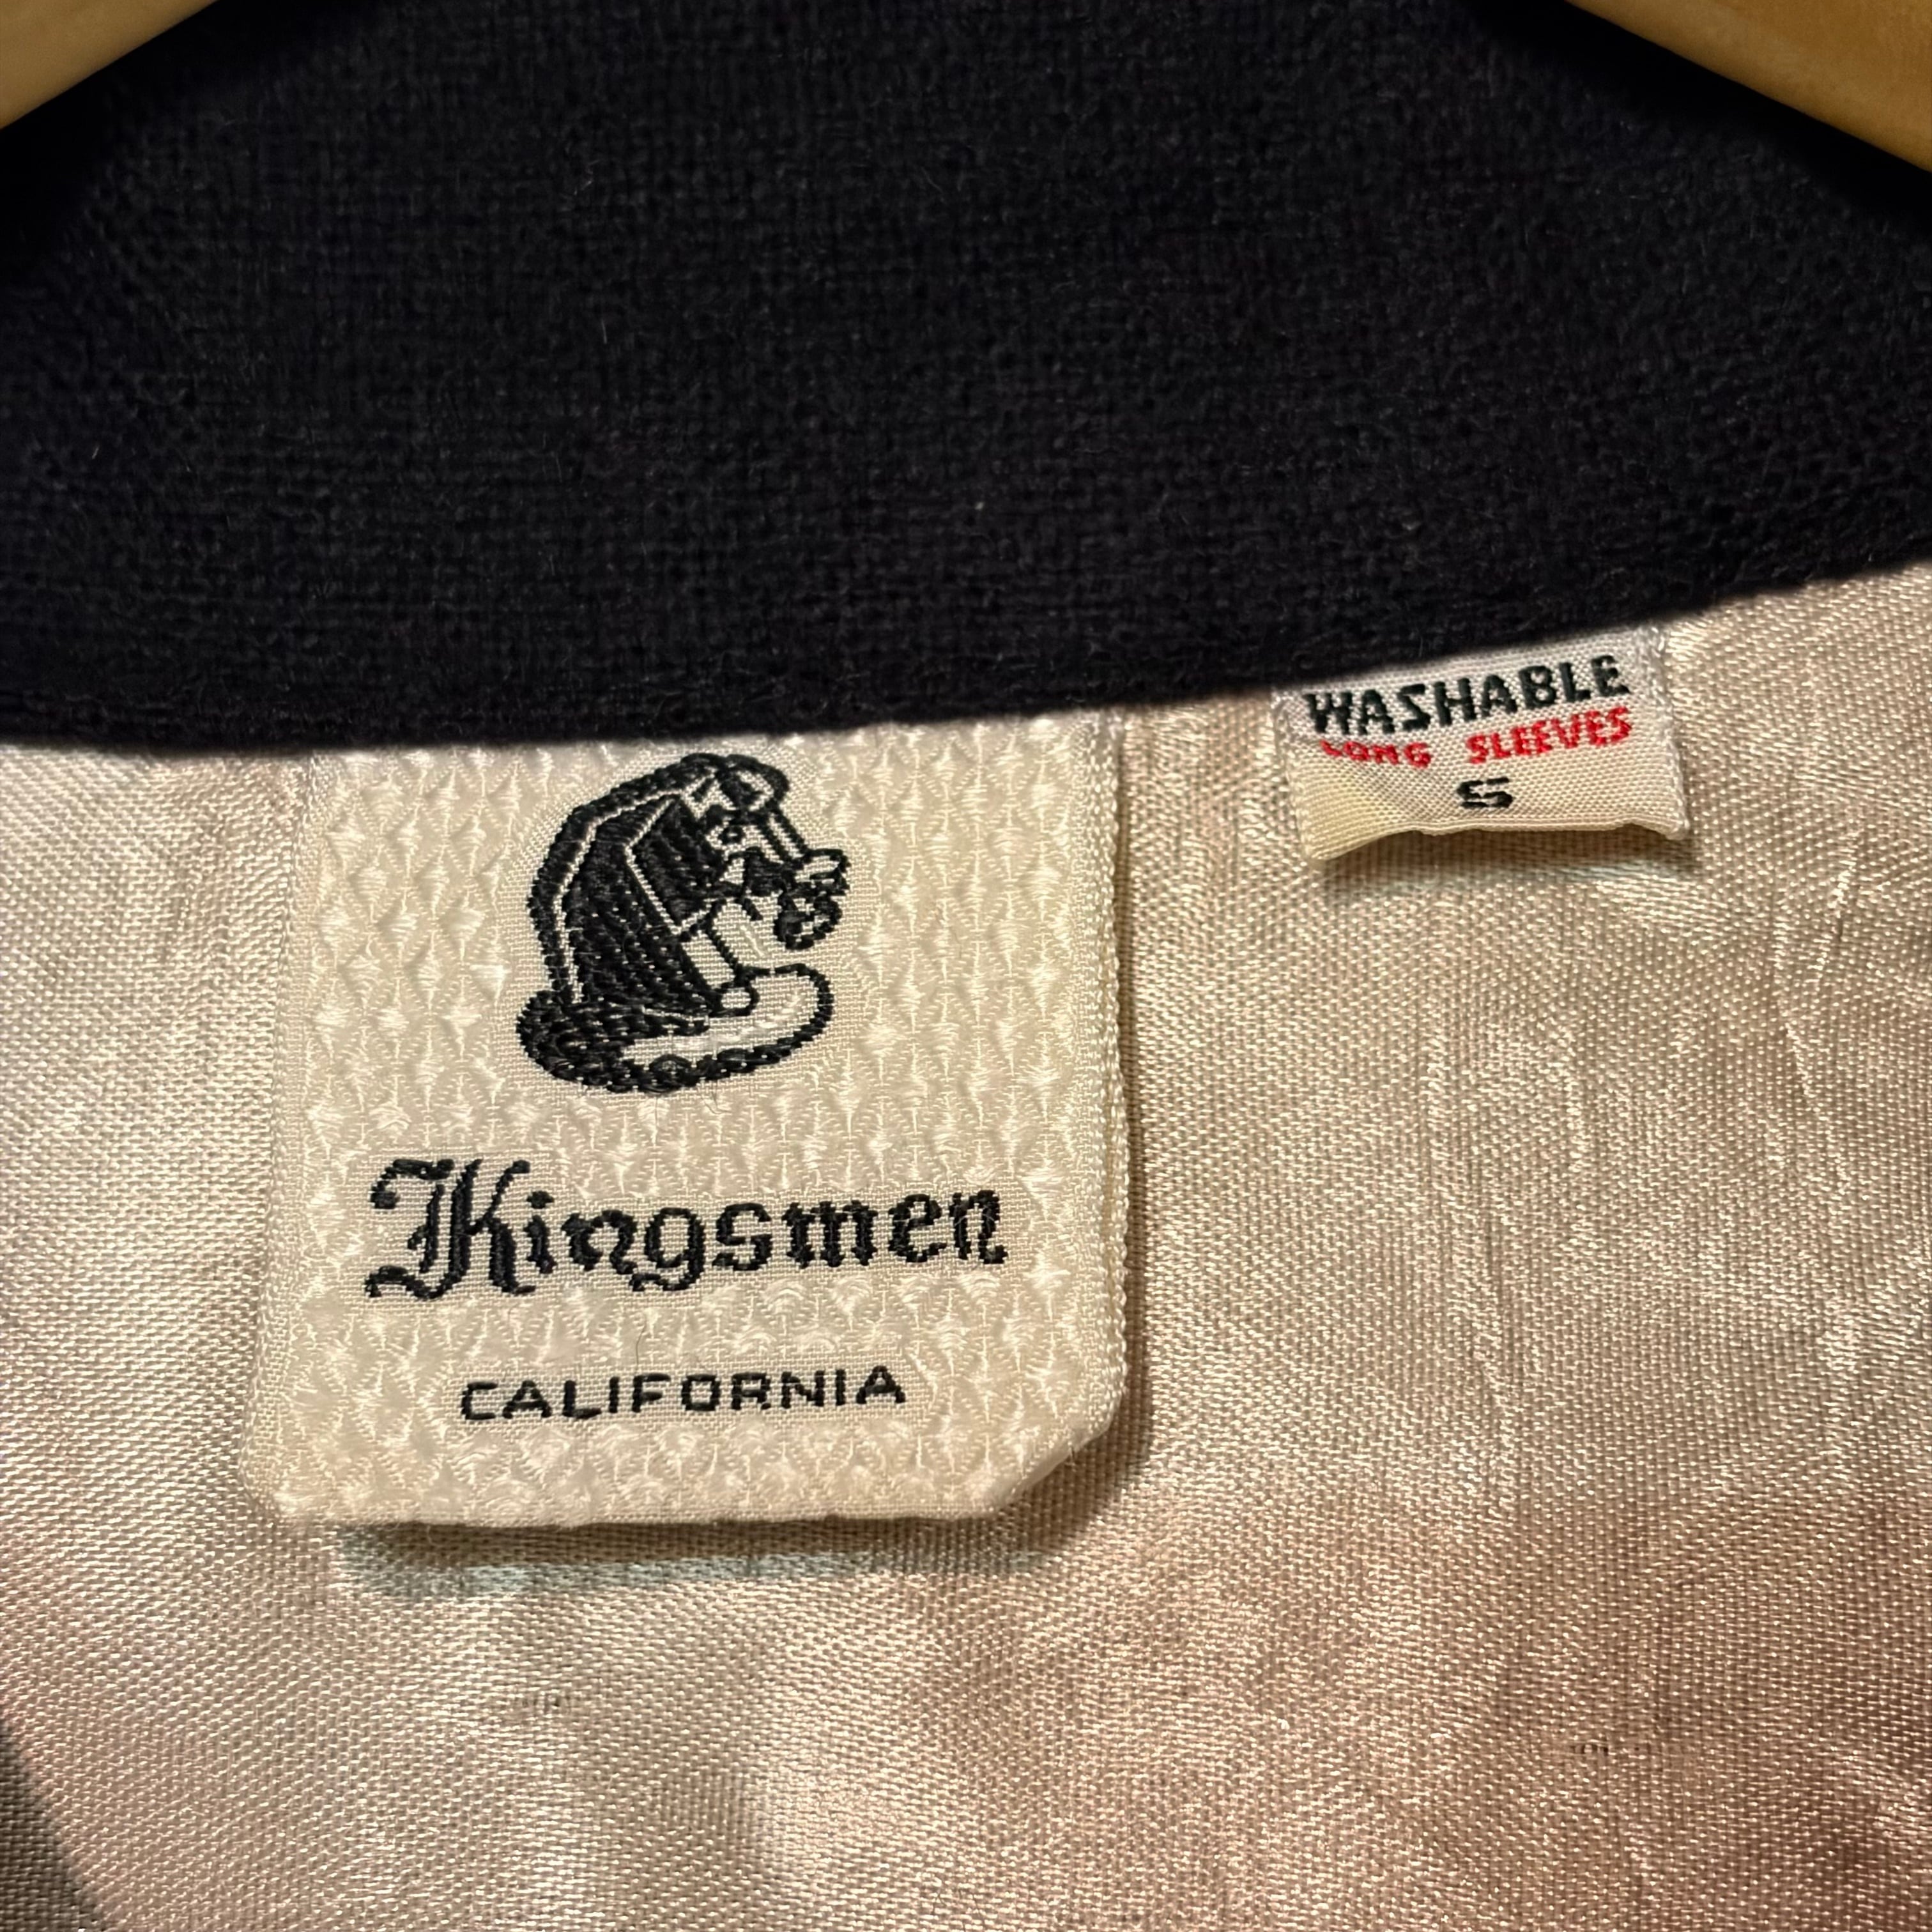 Kingsmen
CALIFORNIA
WASHABLE
LONG SLEEVES
S